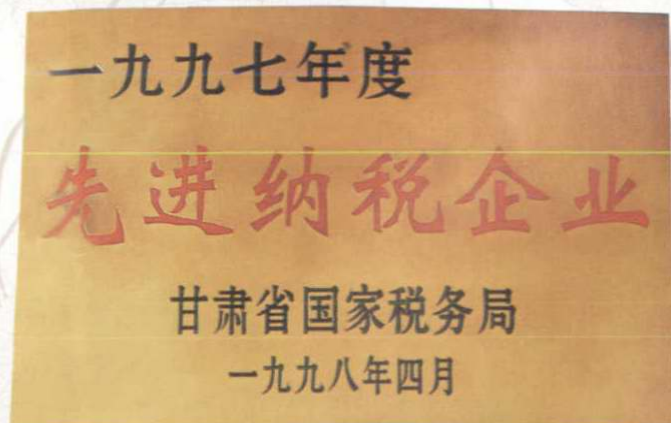 一九九七年度
先进纳税企业
甘肃省国家税务局
一九九八年四月